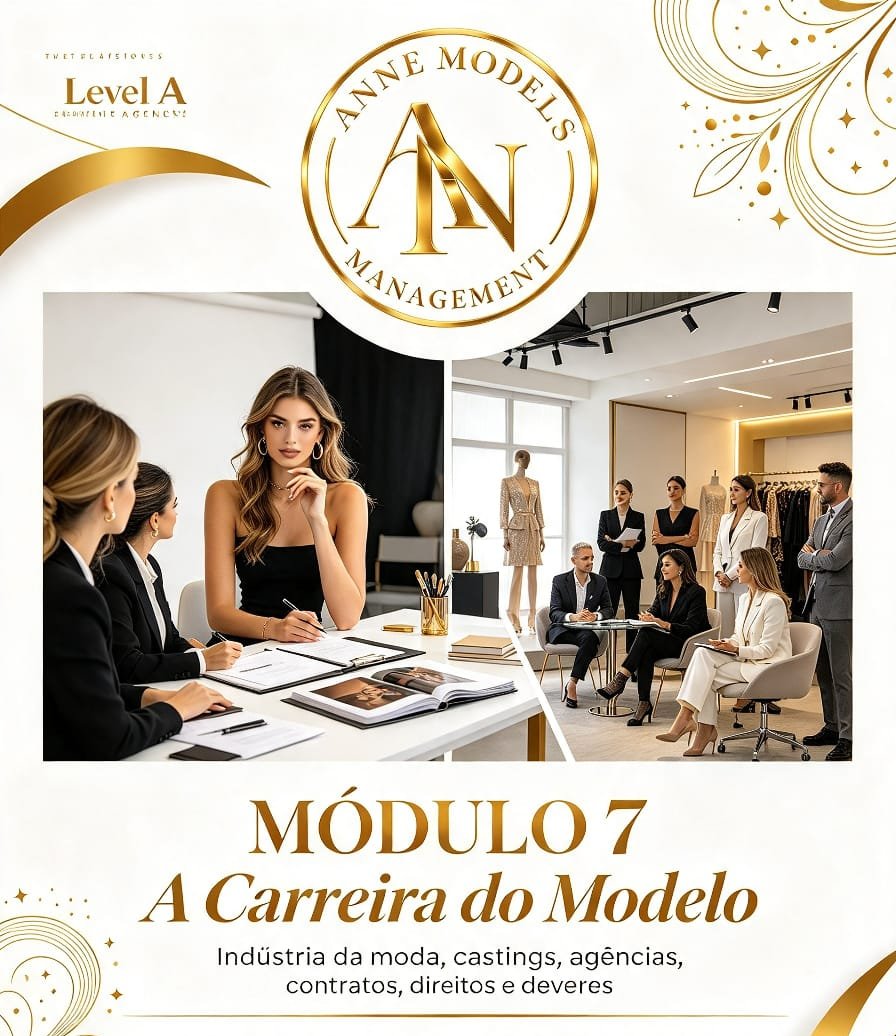 Level A
ANNE MODELS
AN
MANAGEMENT
MÓDULO 7
A Carreira do Modelo
Indústria da moda, castings, agências,
contratos, direitos e deveres